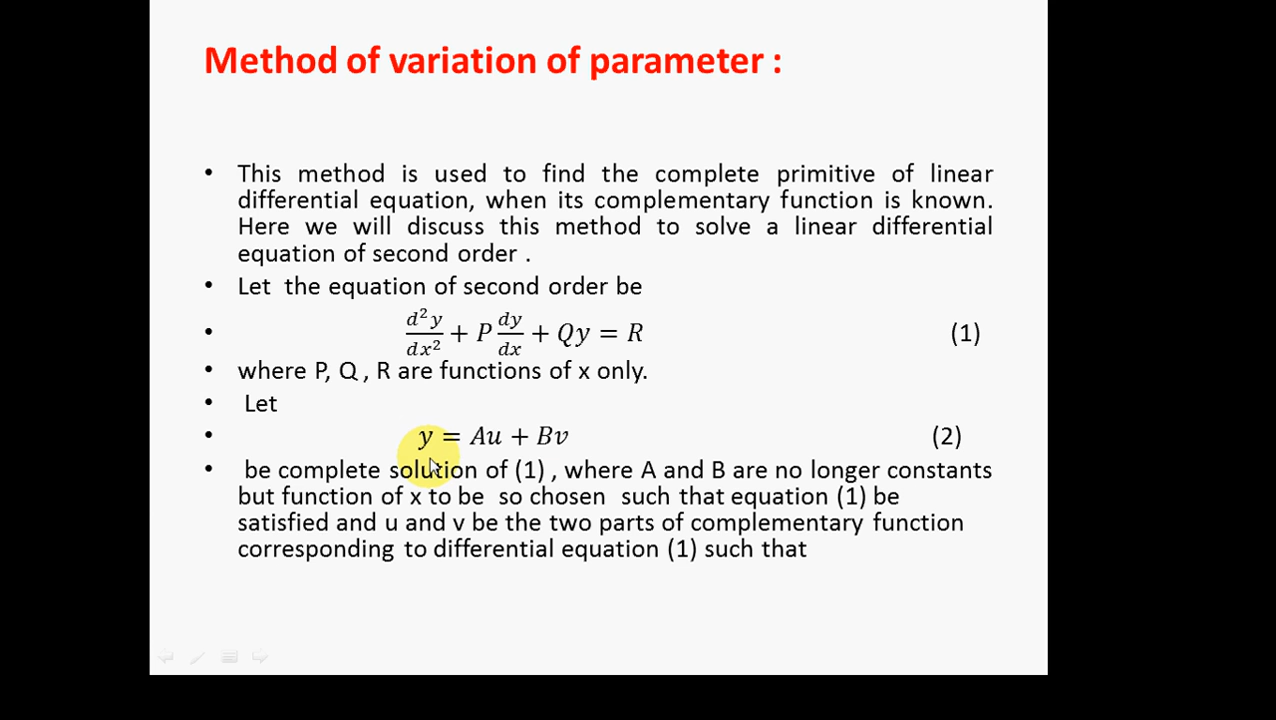 Method of variation of parameter :
• This method is used to find the complete primitive of linear
differential equation, when its complementary function is known.
Here we will discuss this method to solve a linear differential
equation of second order .
• Let the equation of second order be
• d²y/dx² + P dy/dx + Qy = R (1)
• where P, Q , R are functions of x only.
• Let
• y = Au + Bv (2)
• be complete solution of (1) , where A and B are no longer constants
but function of x to be so chosen such that equation (1) be
satisfied and u and v be the two parts of complementary function
corresponding to differential equation (1) such that